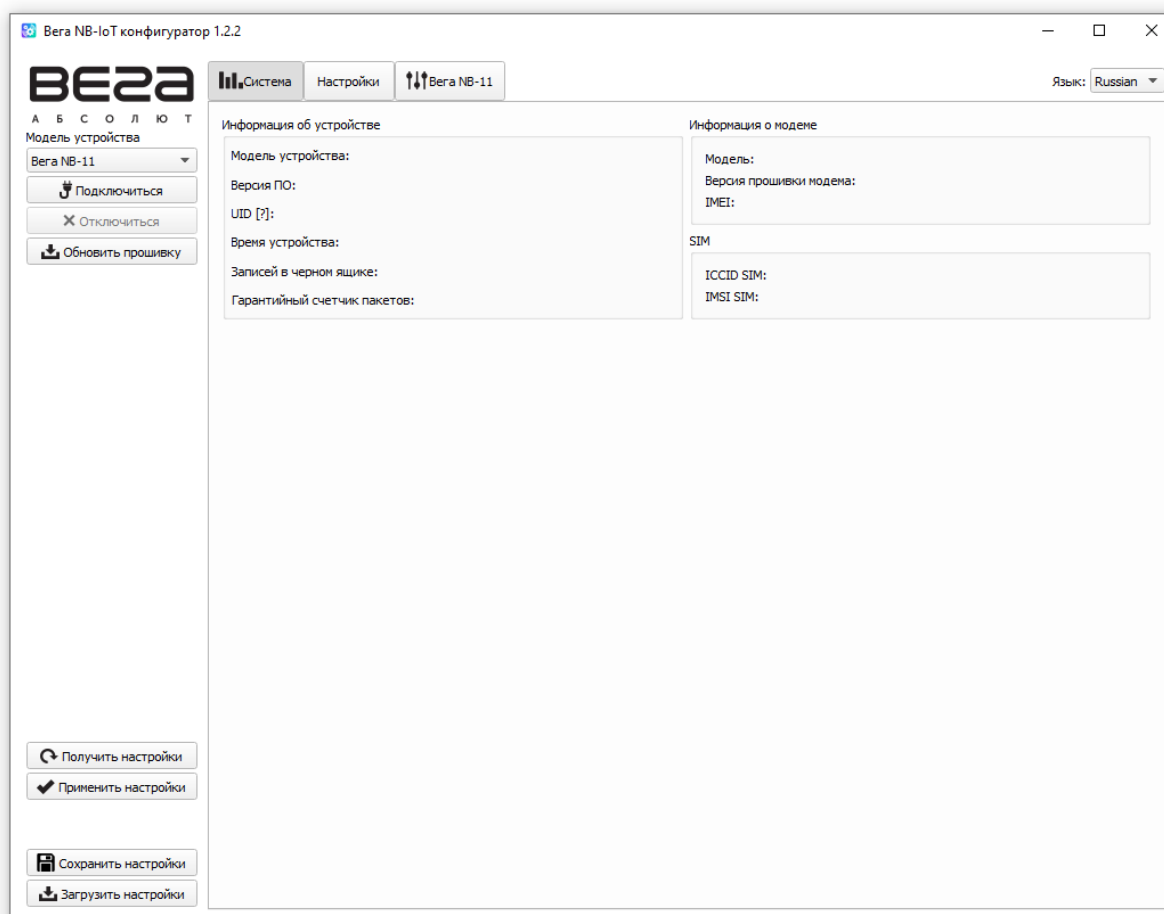 Вега NB-IoT конфигуратор 1.2.2
ВЕГА
АБСОЛЮТ
Модель устройства
Вега NB-11
Подключиться
Отключиться
Обновить прошивку
Получить настройки
Применить настройки
Сохранить настройки
Загрузить настройки
Система
Настройки
Вега NB-11
Язык: Russian
Информация об устройстве
Модель устройства:
Версия ПО:
UID [?]:
Время устройства:
Записей в черном ящике:
Гарантийный счетчик пакетов:
Информация о модеме
Модель:
Версия прошивки модема:
IMEI:
SIM
ICCID SIM:
IMSI SIM: